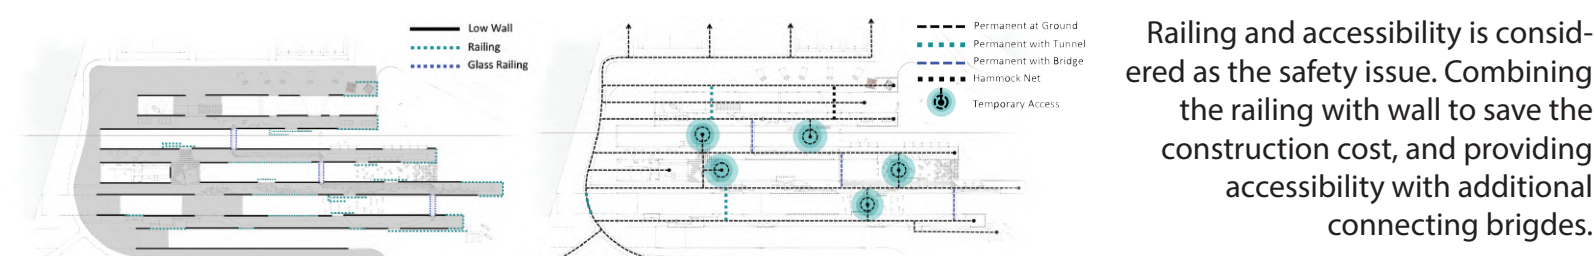 Low Wall
Railing
Glass Railing
Permanent at Ground
Permanent with Tunnel
Permanent with Bridge
Hammock Net
Temporary Access
Railing and accessibility is consid-
ered as the safety issue. Combining
the railing with wall to save the
construction cost, and providing
accessibility with additional
connecting brigdes.